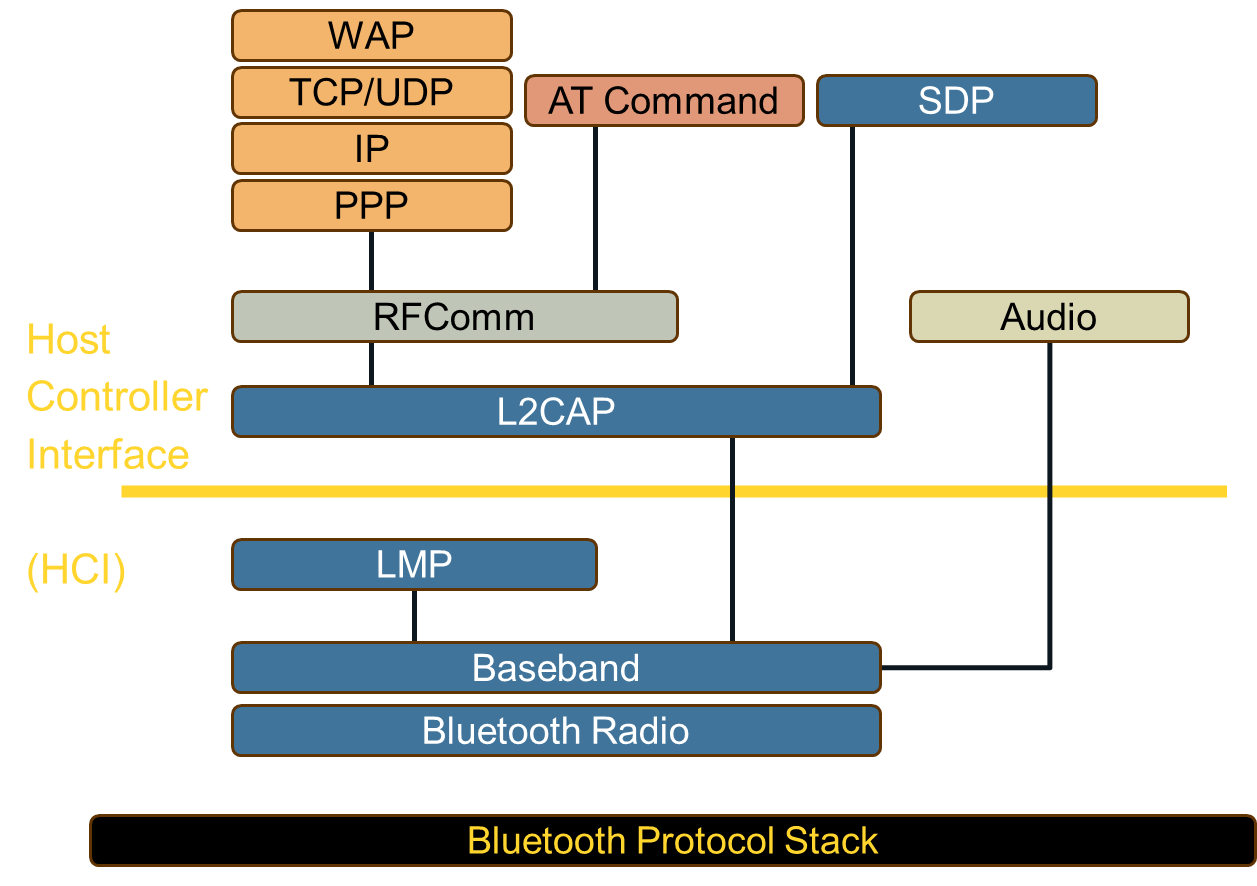 WAP
TCP/UDP
AT Command
SDP
IP
PPP
RFComm
Audio
Host
Controller
Interface
L2CAP
(HCI)
LMP
Baseband
Bluetooth Radio
Bluetooth Protocol Stack